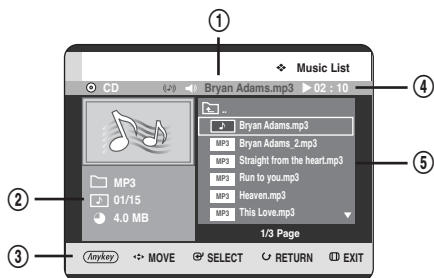 ①
❖ Music List
CD Bryan Adams.mp3 ▶ 02 : 10
④
..
Bryan Adams.mp3
MP3 Bryan Adams_2.mp3
MP3 Straight from the heart.mp3
⑤
MP3 Run to you.mp3
MP3 Heaven.mp3
MP3 This Love.mp3
1/3 Page
MP3
② 01/15
4.0 MB
③
Anykey MOVE SELECT RETURN EXIT